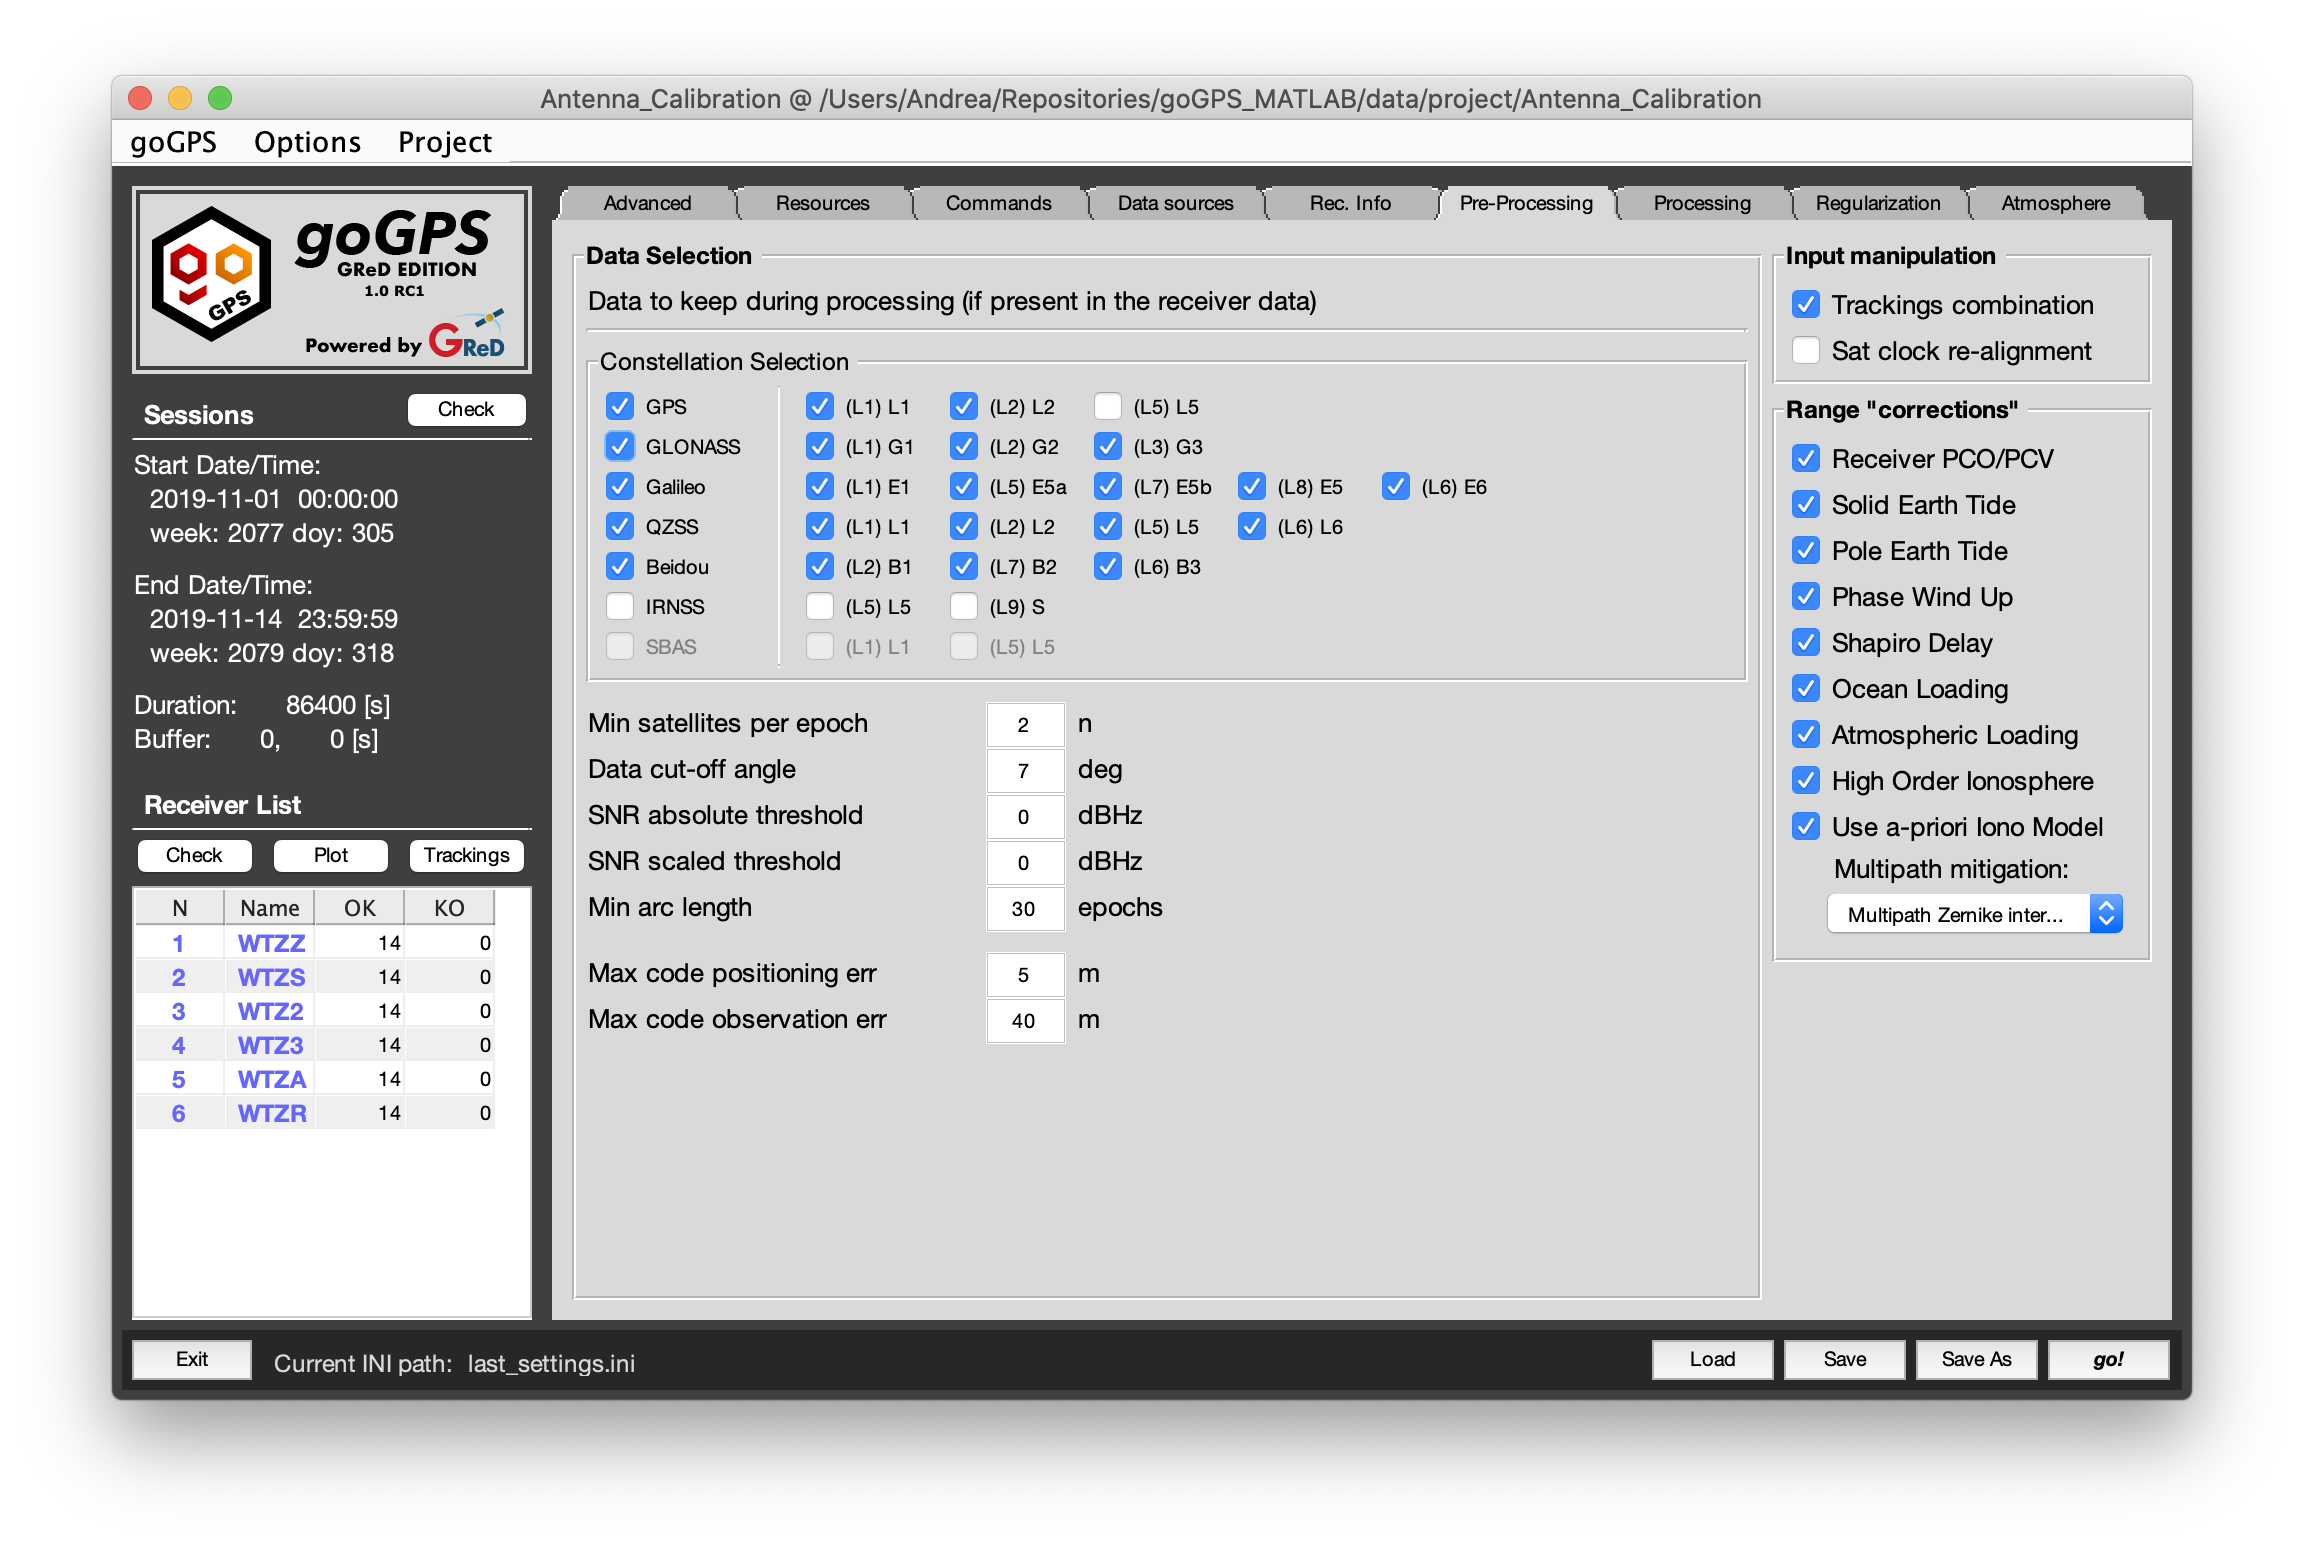 Antenna_Calibration @ /Users/Andrea/Repositories/goGPS_MATLAB/data/project/Antenna_Calibration
goGPS Options Project
go GPS
goGPS
GReD EDITION
1.0 RC1
Powered by GReD
Sessions Check
Start Date/Time:
2019-11-01 00:00:00
week: 2077 doy: 305
End Date/Time:
2019-11-14 23:59:59
week: 2079 doy: 318
Duration: 86400 [s]
Buffer: 0, 0 [s]
Receiver List
Check Plot Trackings
N Name OK KO
1 WTZZ 14 0
2 WTZS 14 0
3 WTZ2 14 0
4 WTZ3 14 0
5 WTZA 14 0
6 WTZR 14 0
Advanced Resources Commands Data sources Rec. Info Pre-Processing Processing Regularization Atmosphere
Data Selection
Data to keep during processing (if present in the receiver data)
Constellation Selection
GPS (L1) L1 (L2) L2 (L5) L5
GLONASS (L1) G1 (L2) G2 (L3) G3
Galileo (L1) E1 (L5) E5a (L7) E5b (L8) E5 (L6) E6
QZSS (L1) L1 (L2) L2 (L5) L5 (L6) L6
Beidou (L2) B1 (L7) B2 (L6) B3
IRNSS (L5) L5 (L9) S
SBAS (L1) L1 (L5) L5
Min satellites per epoch 2 n
Data cut-off angle 7 deg
SNR absolute threshold 0 dBHz
SNR scaled threshold 0 dBHz
Min arc length 30 epochs
Max code positioning err 5 m
Max code observation err 40 m
Input manipulation
Trackings combination
Sat clock re-alignment
Range "corrections"
Receiver PCO/PCV
Solid Earth Tide
Pole Earth Tide
Phase Wind Up
Shapiro Delay
Ocean Loading
Atmospheric Loading
High Order Ionosphere
Use a-priori Iono Model
Multipath mitigation:
Multipath Zernike inter...
Exit Current INI path: last_settings.ini Load Save Save As go!